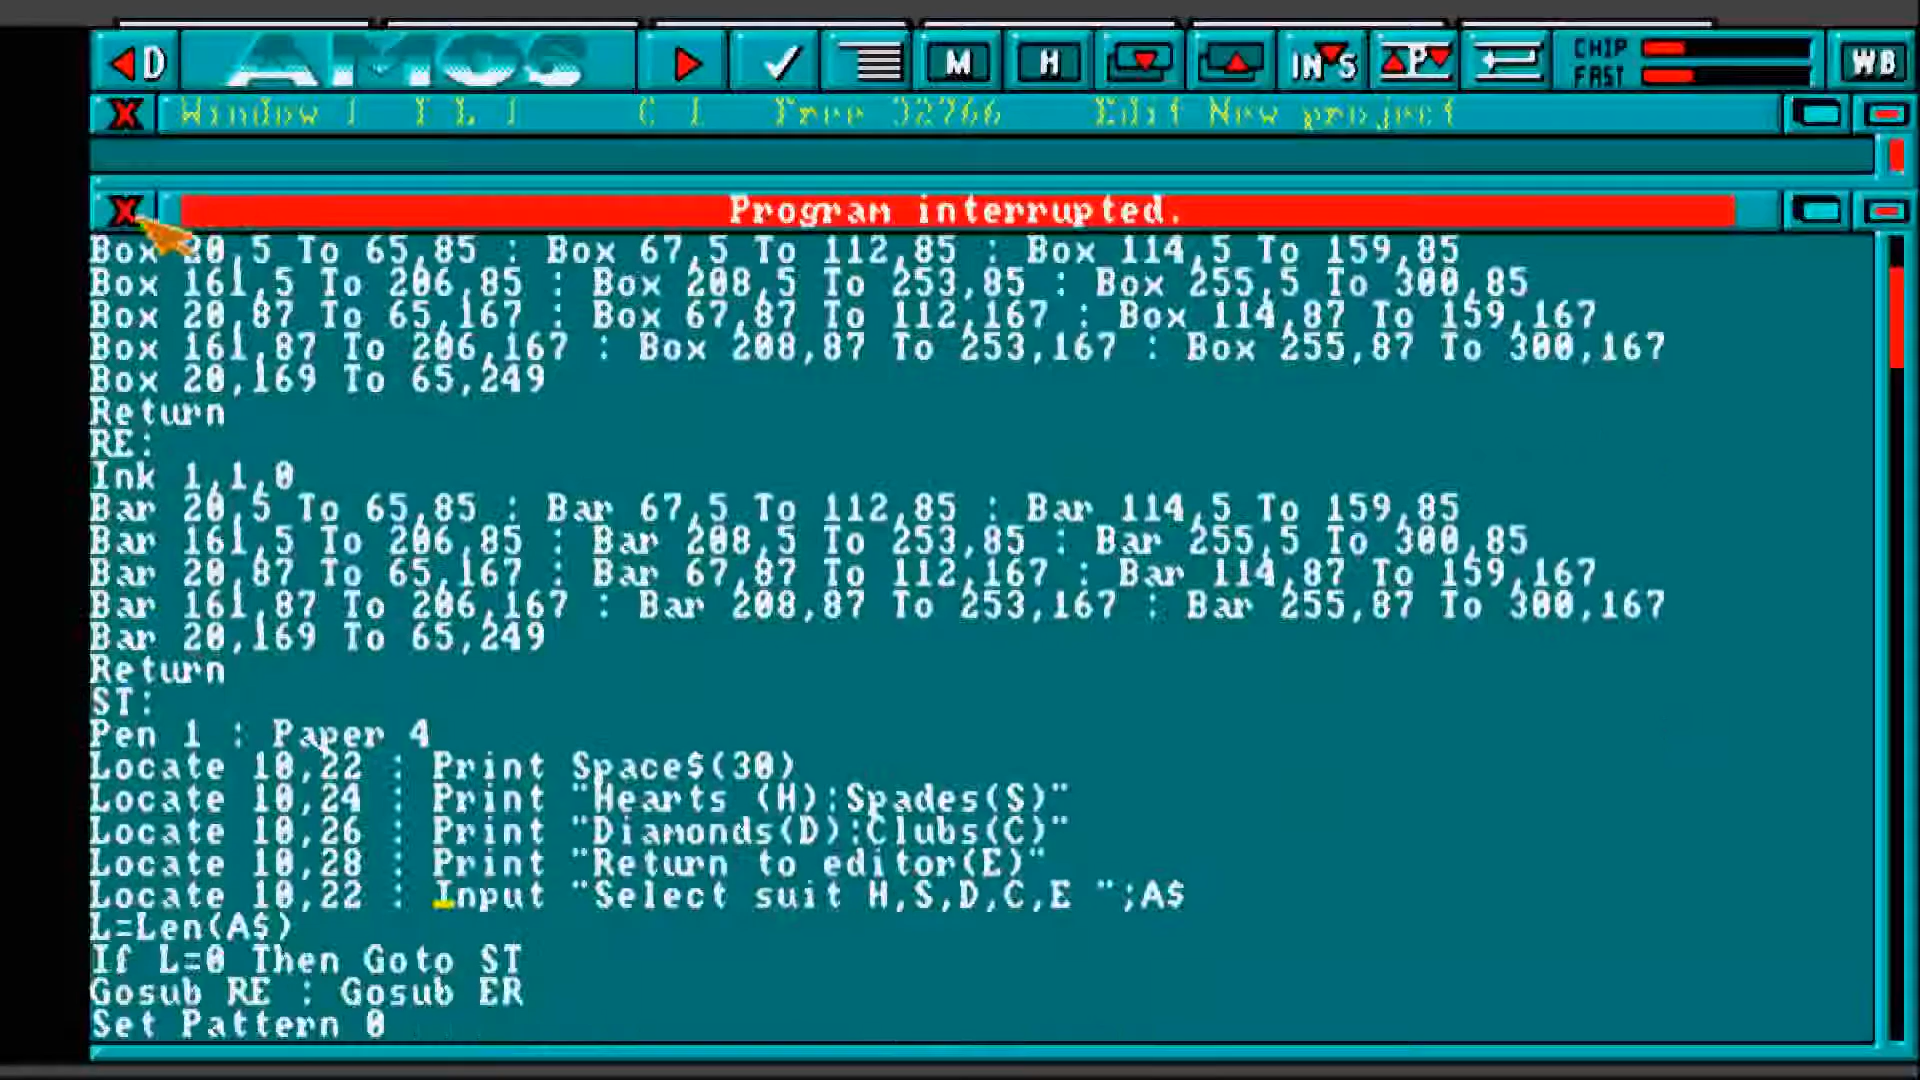 D AMOS M H INS P CHIP FAST WB
Window 1 I L 1 C 1 Free 32766 Edit New project
Program interrupted.
Box 20,5 To 65,85 : Box 67,5 To 112,85 : Box 114,5 To 159,85
Box 161,5 To 206,85 : Box 208,5 To 253,85 : Box 255,5 To 300,85
Box 20,87 To 65,167 : Box 67,87 To 112,167 : Box 114,87 To 159,167
Box 161,87 To 206,167 : Box 208,87 To 253,167 : Box 255,87 To 300,167
Box 20,169 To 65,249
Return
RE:
Ink 1,1,0
Bar 20,5 To 65,85 : Bar 67,5 To 112,85 : Bar 114,5 To 159,85
Bar 161,5 To 206,85 : Bar 208,5 To 253,85 : Bar 255,5 To 300,85
Bar 20,87 To 65,167 : Bar 67,87 To 112,167 : Bar 114,87 To 159,167
Bar 161,87 To 206,167 : Bar 208,87 To 253,167 : Bar 255,87 To 300,167
Bar 20,169 To 65,249
Return
ST:
Pen 1 : Paper 4
Locate 10,22 : Print Space$(30)
Locate 10,24 : Print "Hearts (H):Spades(S)"
Locate 10,26 : Print "Diamonds(D):Clubs(C)"
Locate 10,28 : Print "Return to editor(E)"
Locate 10,22 : Input "Select suit H,S,D,C,E ";A$
L=Len(A$)
If L=0 Then Goto ST
Gosub RE : Gosub ER
Set Pattern 0